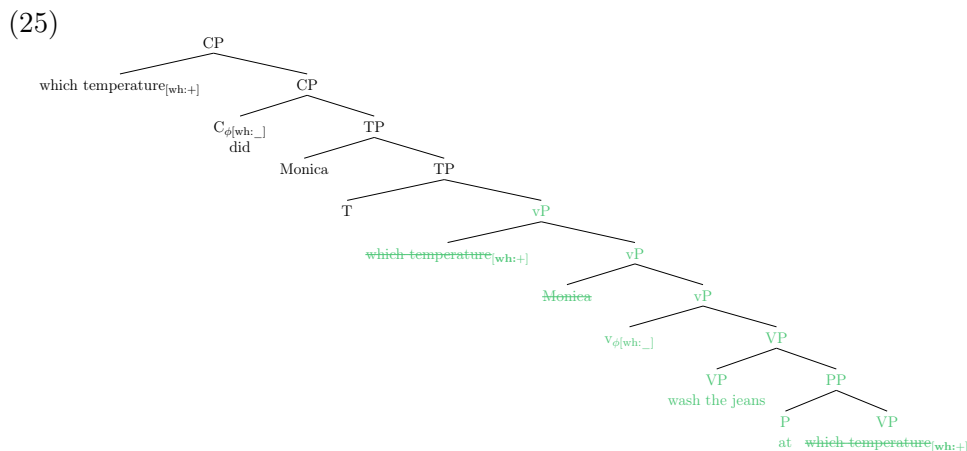 (25)
CP
which temperature[wh:+] CP
Cϕ[wh:_] TP
did
Monica TP
T vP
which temperature[wh:+] vP
Monica vP
vϕ[wh:_] VP
VP PP
wash the jeans
P VP
at which temperature[wh:+]